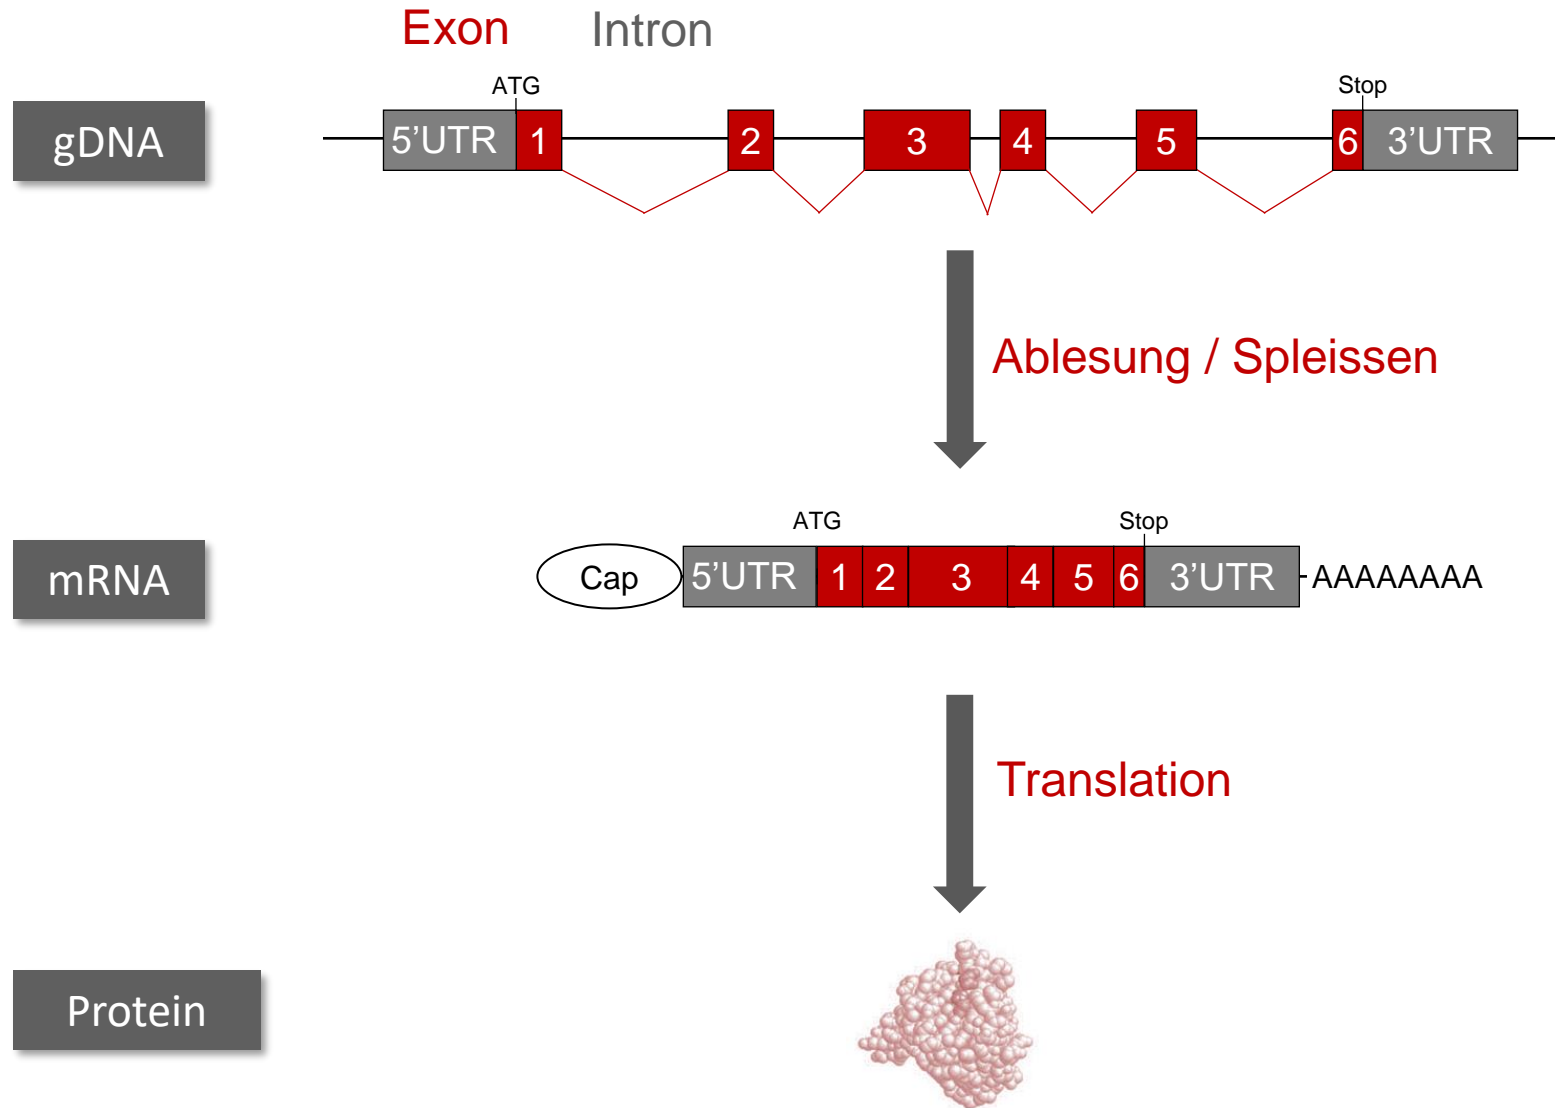 Exon Intron
ATG Stop
gDNA 5’UTR 1 2 3 4 5 6 3’UTR
Ablesung / Spleissen
ATG Stop
mRNA Cap 5’UTR 1 2 3 4 5 6 3’UTR AAAAAAAA
Translation
Protein